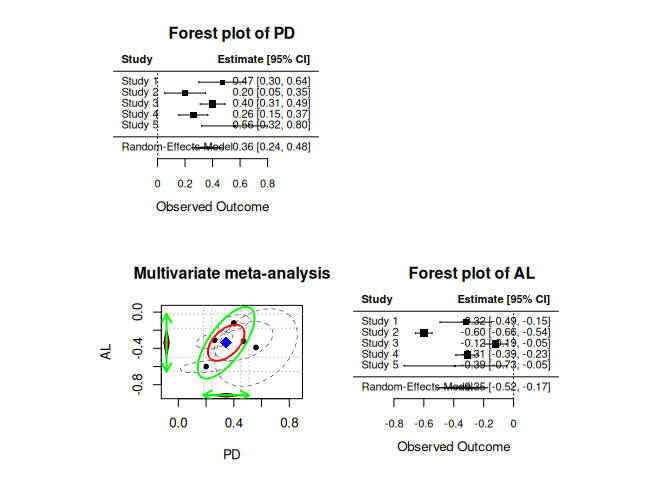 Forest plot of PD
Study Estimate [95% CI]
Study 1 0.47 [0.30, 0.64]
Study 2 0.20 [0.05, 0.35]
Study 3 0.40 [0.31, 0.49]
Study 4 0.26 [0.15, 0.37]
Study 5 0.56 [0.32, 0.80]
Random-Effects Model 0.36 [0.24, 0.48]
0 0.2 0.4 0.6 0.8
Observed Outcome
Multivariate meta-analysis
AL
0.0
-0.4
-0.8
0.0 0.4 0.8
PD
Forest plot of AL
Study Estimate [95% CI]
Study 1 -0.32 [-0.49, -0.15]
Study 2 -0.60 [-0.66, -0.54]
Study 3 -0.12 [-0.19, -0.05]
Study 4 -0.31 [-0.39, -0.23]
Study 5 -0.39 [-0.73, -0.05]
Random-Effects Model -0.35 [-0.52, -0.17]
-0.8 -0.6 -0.4 -0.2 0
Observed Outcome